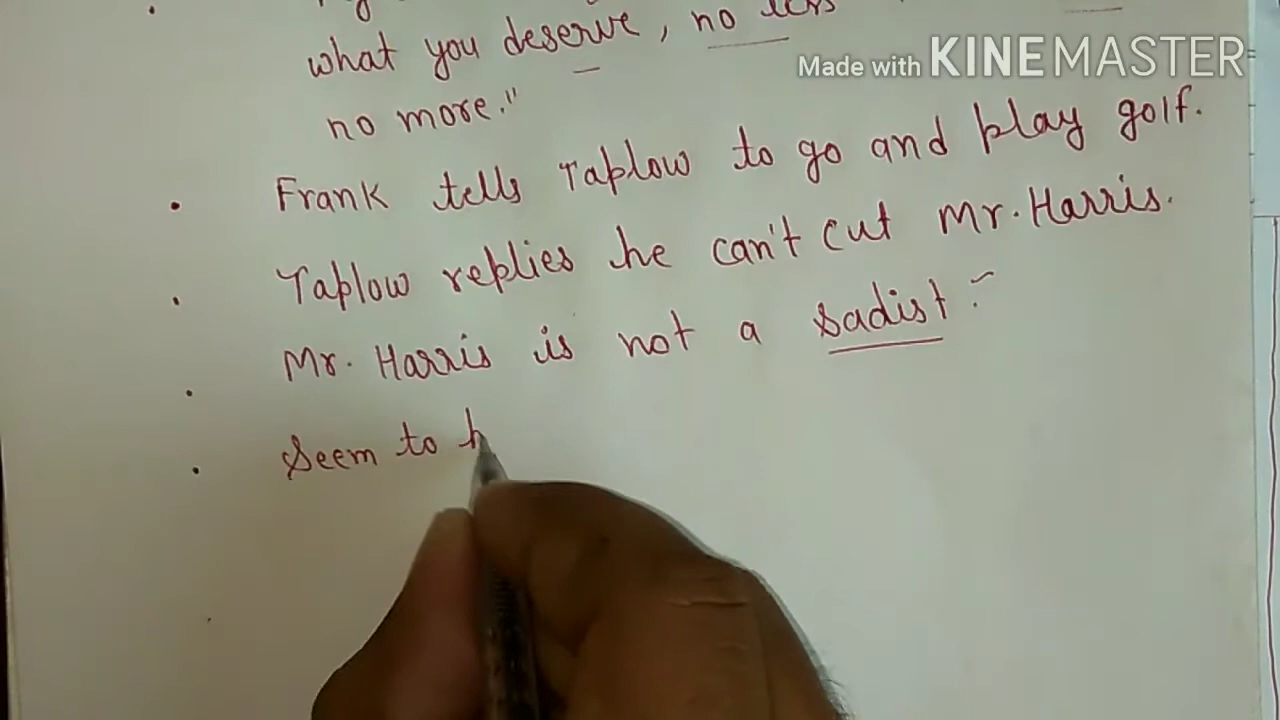 what you deserve, no less
Made with KINEMASTER
no more."
• Frank tells Taplow to go and play golf.
• Taplow replies he can't cut Mr. Harris.
• Mr. Harris is not a sadist :-
• Seem to h